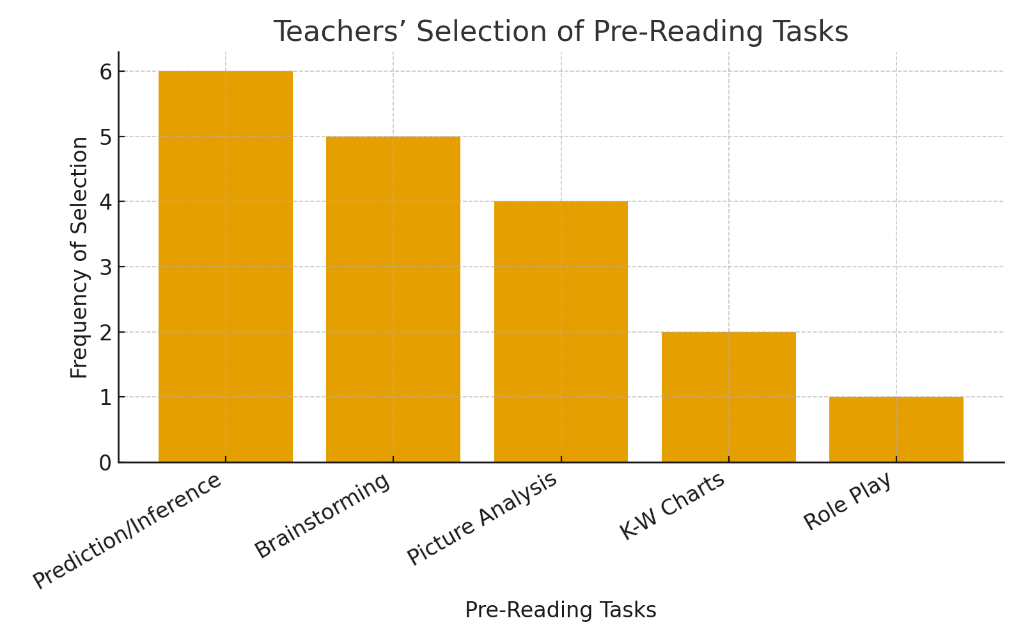 Teachers’ Selection of Pre-Reading Tasks
Frequency of Selection
6
5
4
3
2
1
0
Prediction/Inference
Brainstorming
Picture Analysis
K-W Charts
Role Play
Pre-Reading Tasks